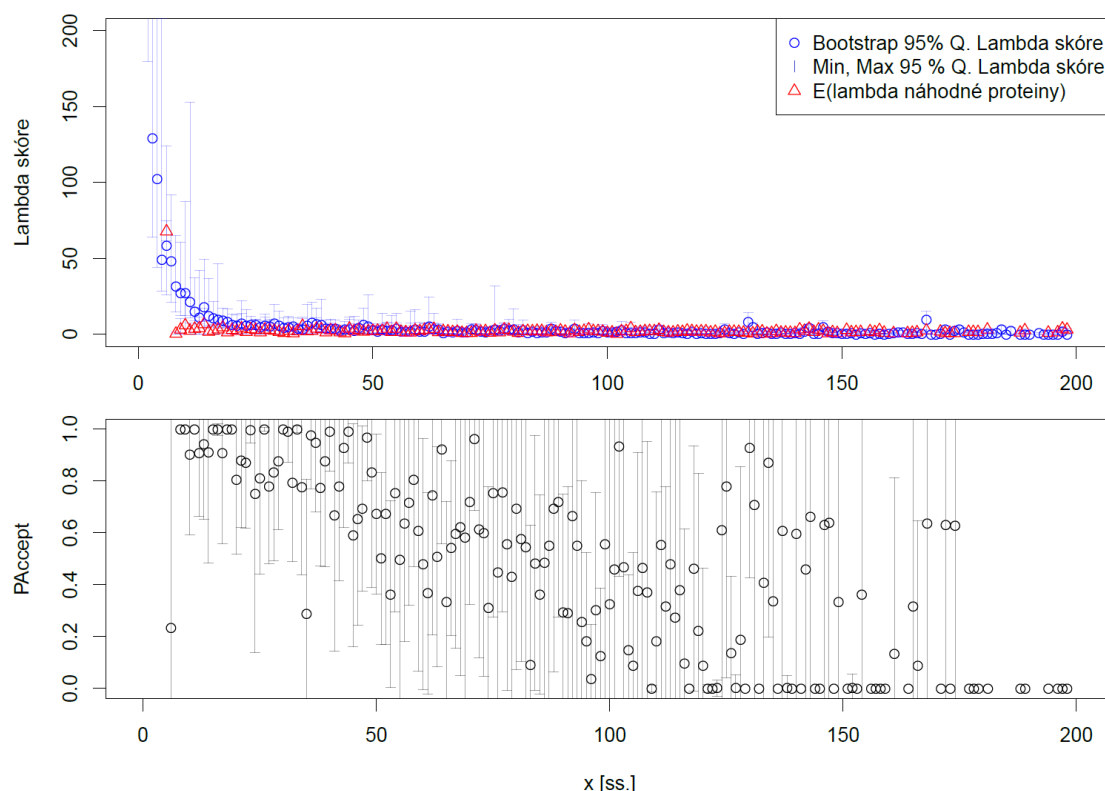 Lambda skóre
200
150
100
50
0
Bootstrap 95% Q. Lambda skóre
Min, Max 95 % Q. Lambda skóre
E(lambda náhodné proteiny)
0 50 100 150 200
PAccept
1.0
0.8
0.6
0.4
0.2
0.0
0 50 100 150 200
x [ss.]